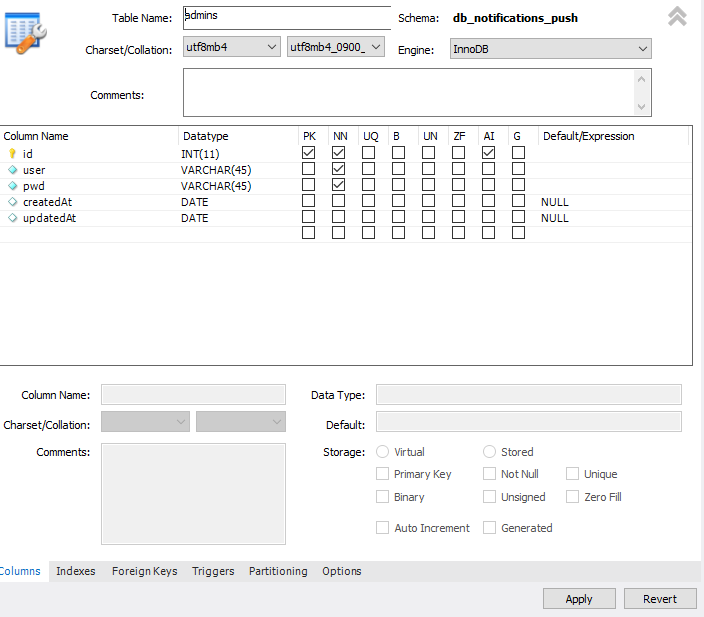 Table Name: admins Schema: db_notifications_push
Charset/Collation: utf8mb4 utf8mb4_0900_ Engine: InnoDB
Comments:
Column Name Datatype PK NN UQ B UN ZF AI G Default/Expression
id INT(11)
user VARCHAR(45)
pwd VARCHAR(45)
createdAt DATE NULL
updatedAt DATE NULL
Column Name: Data Type:
Charset/Collation: Default:
Comments: Storage: Virtual Stored
Primary Key Not Null Unique
Binary Unsigned Zero Fill
Auto Increment Generated
Columns Indexes Foreign Keys Triggers Partitioning Options
Apply Revert